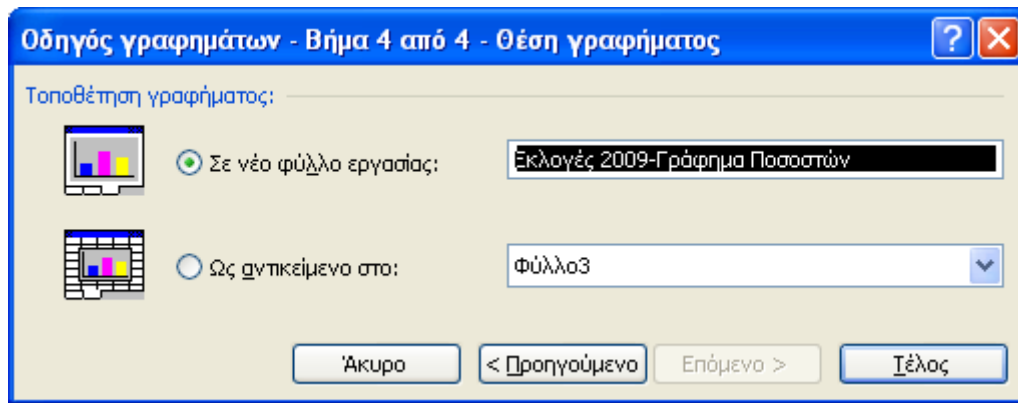 Οδηγός γραφημάτων - Βήμα 4 από 4 - Θέση γραφήματος
Τοποθέτηση γραφήματος:
Σε νέο φύλλο εργασίας:
Εκλογές 2009-Γράφημα Ποσοστών
Ως αντικείμενο στο:
Φύλλο3
Άκυρο
< Προηγούμενο
Επόμενο >
Τέλος